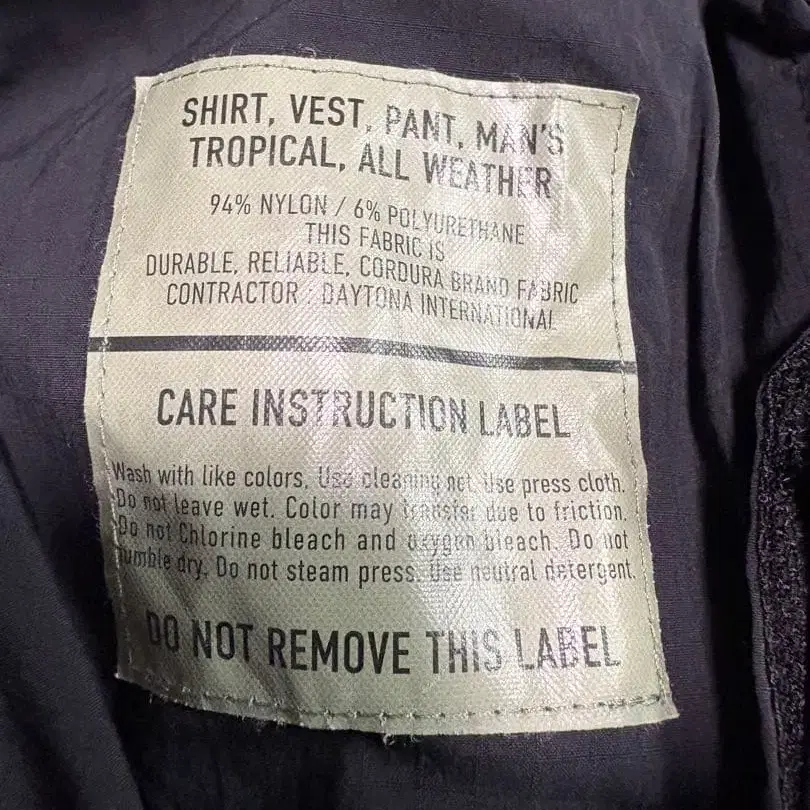 SHIRT, VEST, PANT, MAN'S
TROPICAL, ALL WEATHER
94% NYLON / 6% POLYURETHANE
THIS FABRIC IS
DURABLE, RELIABLE, CORDURA BRAND FABRIC
CONTRACTOR : DAYTONA INTERNATIONAL
CARE INSTRUCTION LABEL
Wash with like colors. Use cleaning net. Use press cloth.
Do not leave wet. Color may transfer due to friction.
Do not Chlorine bleach and oxygen bleach. Do not
tumble dry. Do not steam press. Use neutral detergent.
DO NOT REMOVE THIS LABEL